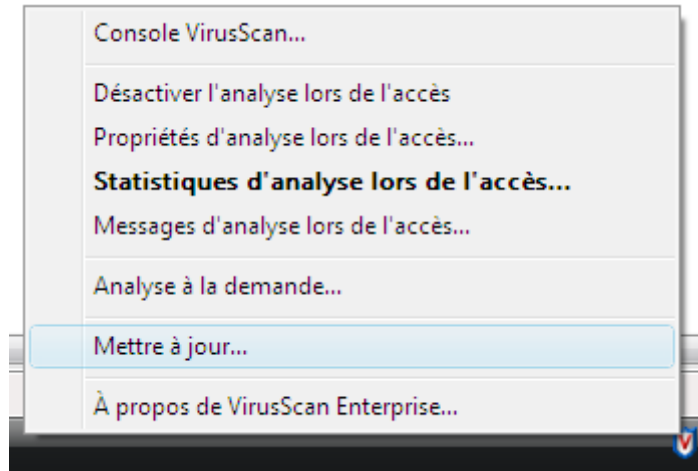 Console VirusScan...
Désactiver l'analyse lors de l'accès
Propriétés d'analyse lors de l'accès...
Statistiques d'analyse lors de l'accès...
Messages d'analyse lors de l'accès...
Analyse à la demande...
Mettre à jour...
À propos de VirusScan Enterprise...